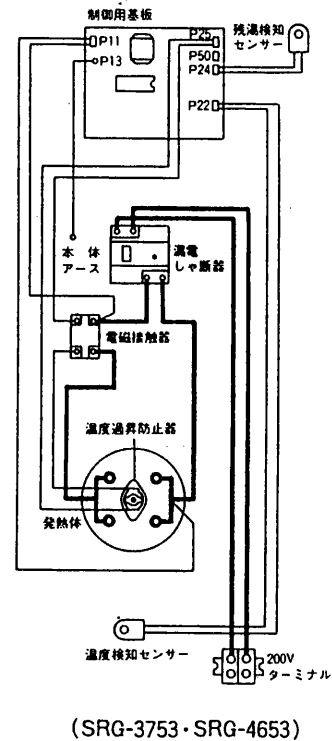 制御用基板
P11
P13
P25
P50
P24
P22
残湯検知
センサー
本体
アース
漏電
しゃ断器
電磁接触器
温度過昇防止器
発熱体
温度検知センサー
200V
ターミナル
(SRG-3753・SRG-4653)